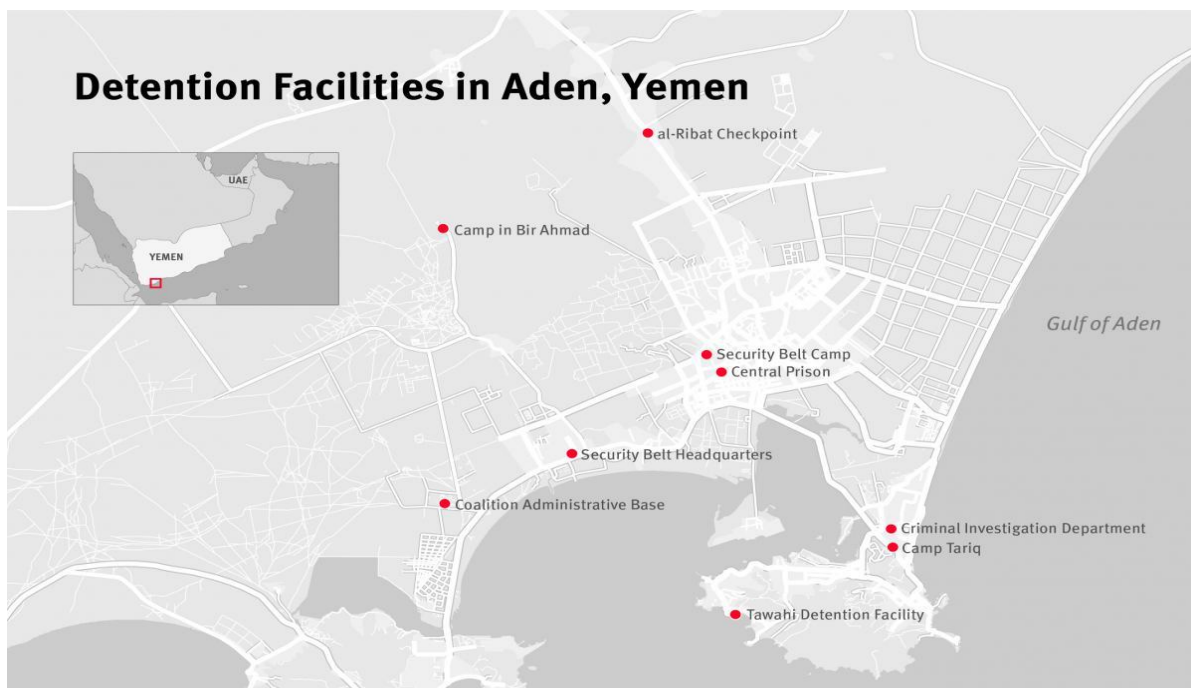 Detention Facilities in Aden, Yemen
al-Ribat Checkpoint
UAE
YEMEN
Camp in Bir Ahmad
Gulf of Aden
Security Belt Camp
Central Prison
Security Belt Headquarters
Coalition Administrative Base
Criminal Investigation Department
Camp Tariq
Tawahi Detention Facility